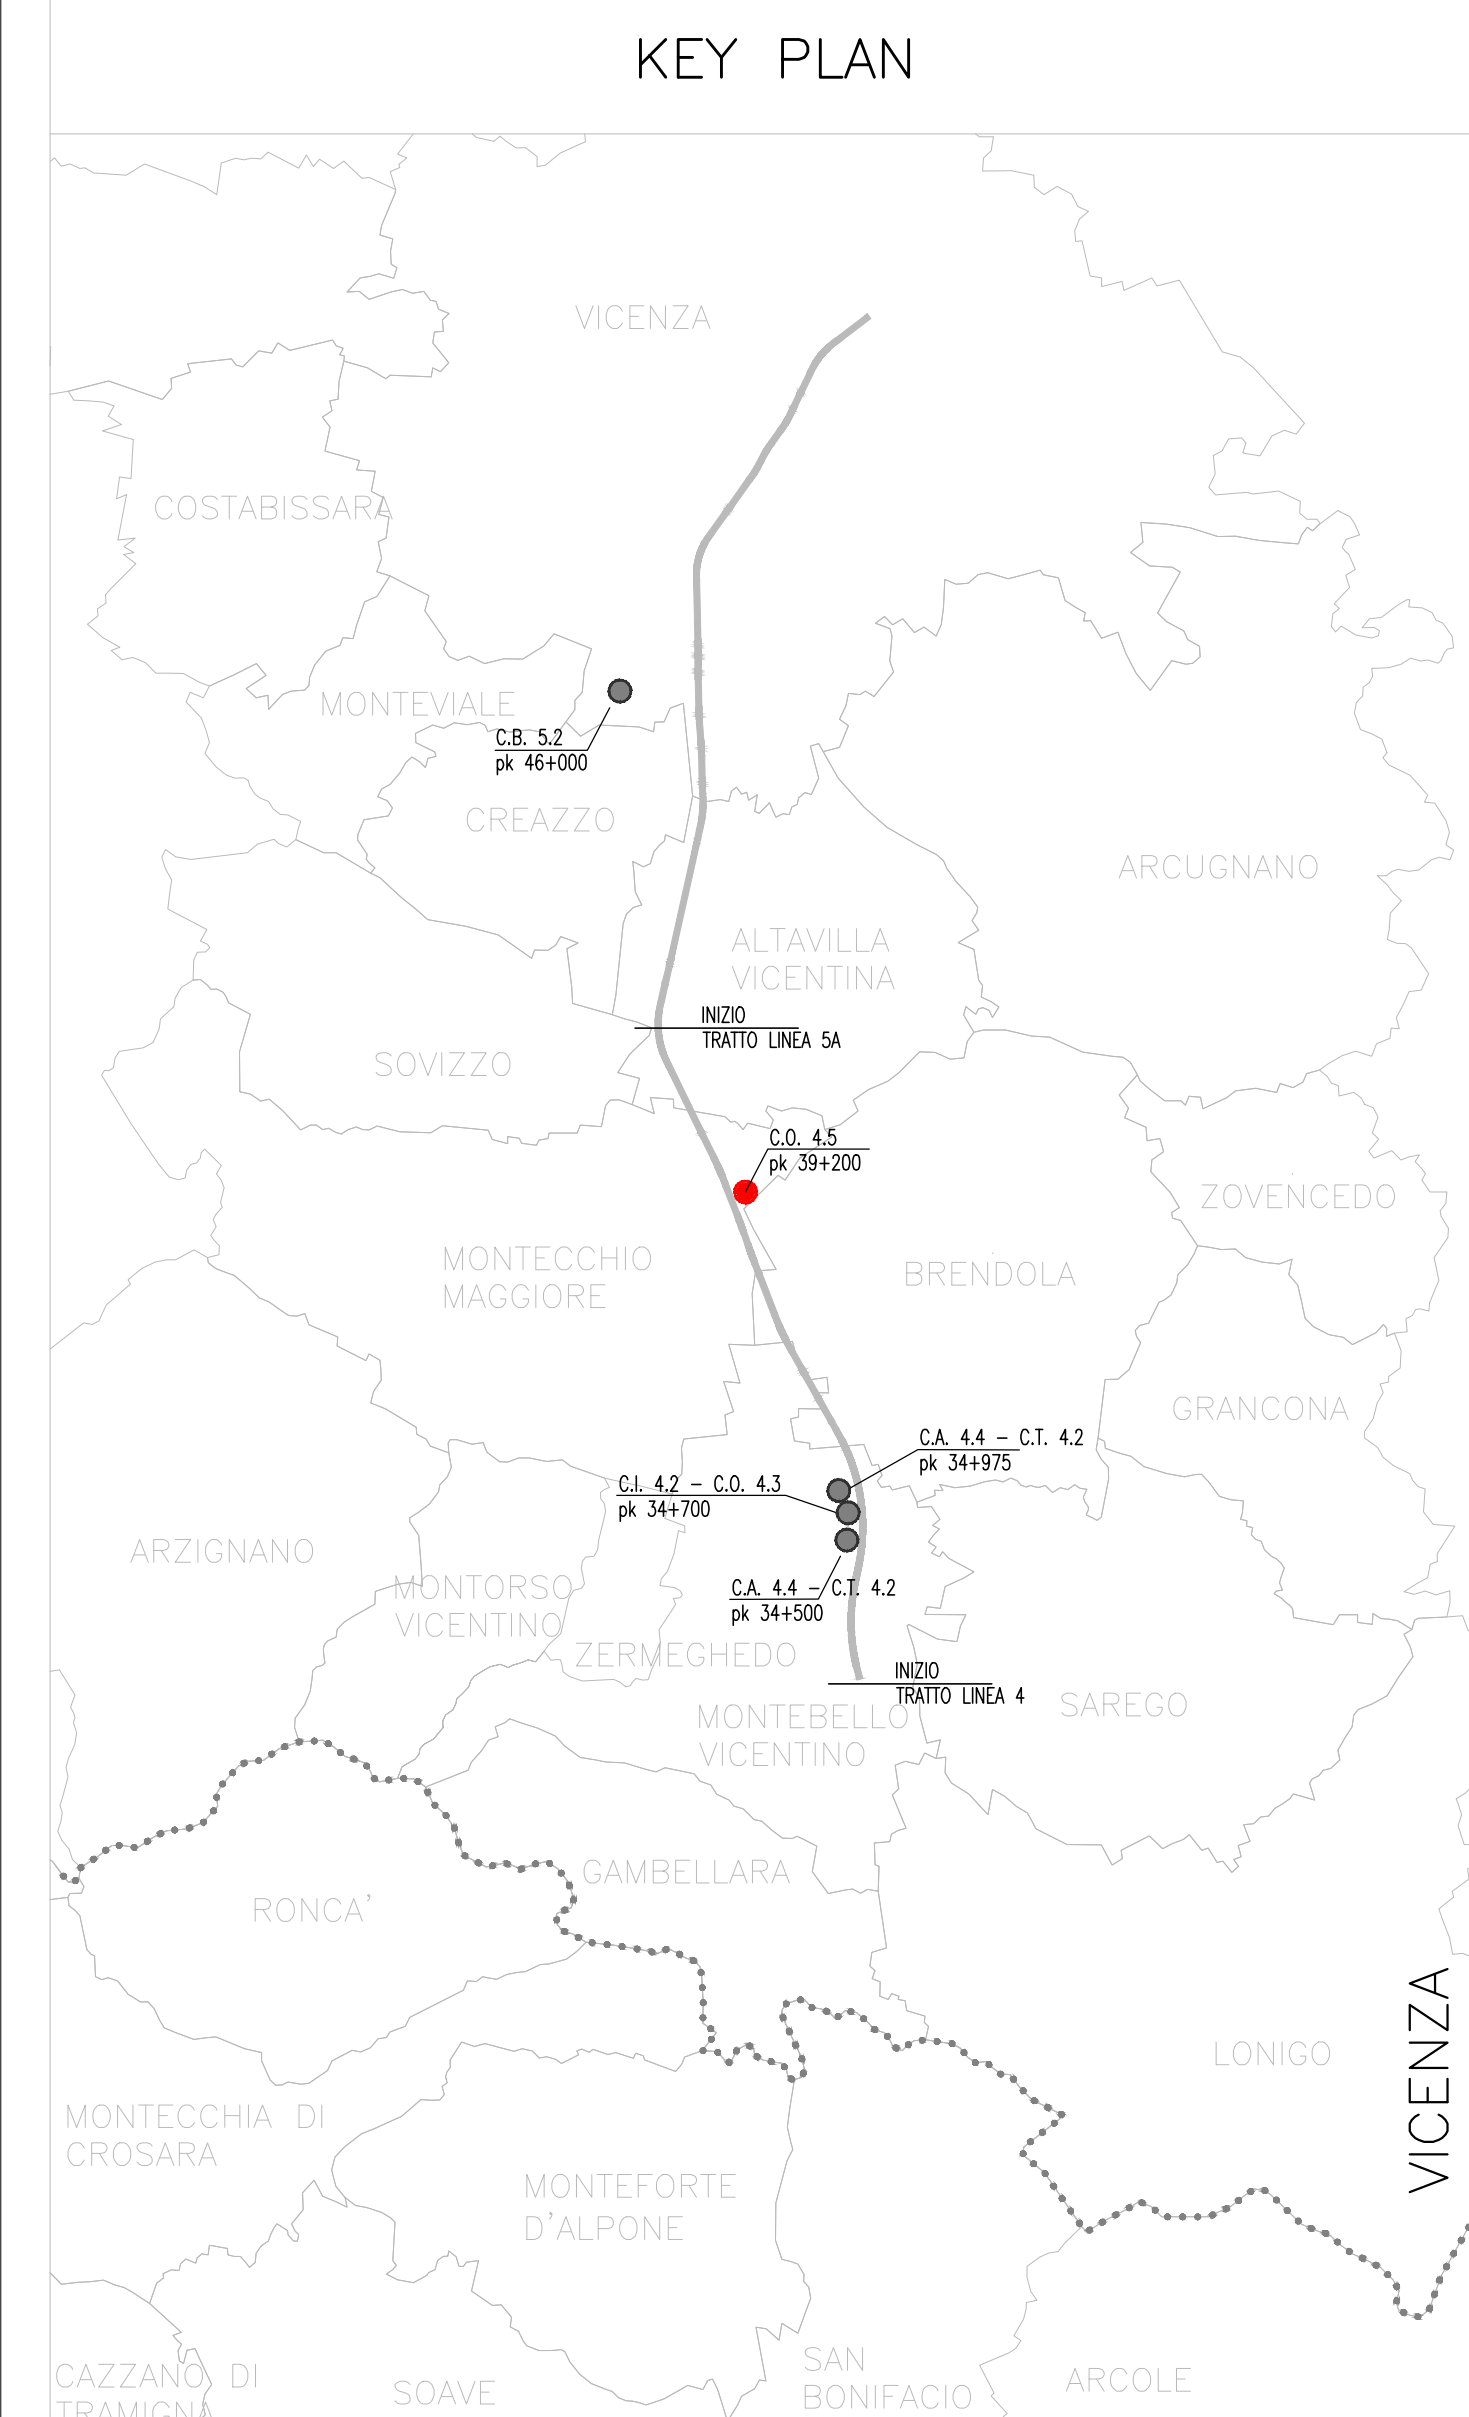 KEY PLAN
VICENZA
COSTABISSARA
MONTEVIALE
C.B. 5.2
pk 46+000
CREAZZO
ARCUGNANO
ALTAVILLA
VICENTINA
INIZIO
TRATTO LINEA 5A
SOVIZZO
C.O. 4.5
pk 39+200
ZOVENCEDO
MONTECCHIO
MAGGIORE
BRENDOLA
GRANCONA
C.A. 4.4 - C.T. 4.2
pk 34+975
C.I. 4.2 - C.O. 4.3
pk 34+700
ARZIGNANO
MONTORSO
VICENTINO
C.A. 4.4 - C.T. 4.2
pk 34+500
ZERMEGHEDO
INIZIO
TRATTO LINEA 4
SAREGO
MONTEBELLO
VICENTINO
GAMBELLARA
RONCA'
VICENZA
LONIGO
MONTECCHIA DI
CROSARA
MONTEFORTE
D'ALPONE
SAN
BONIFACIO
ARCOLE
CAZZANO DI
TRAMIGNA
SOAVE